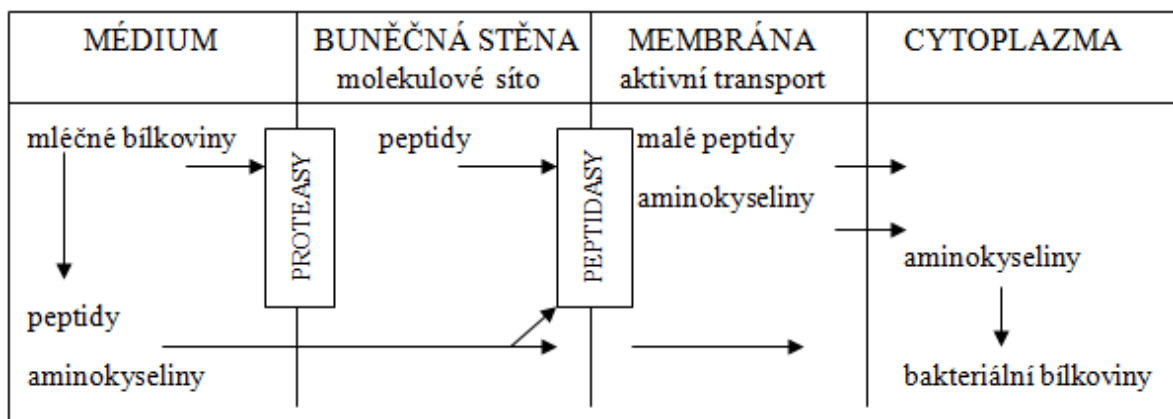 MÉDIUM
BUNĚČNÁ STĚNA
molekulové síto
MEMBRÁNA
aktivní transport
CYTOPLAZMA
mléčné bílkoviny
peptidy
aminokyseliny
PROTEASY
peptidy
PEPTIDASY
malé peptidy
aminokyseliny
aminokyseliny
bakteriální bílkoviny